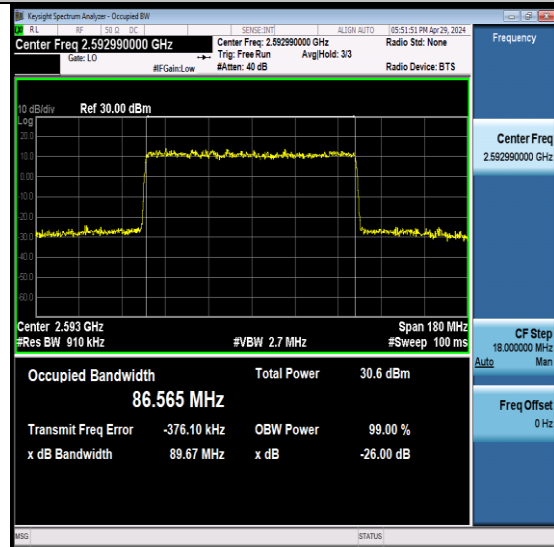 Keysight Spectrum Analyzer - Occupied BW
RL RF 50 Ω DC SENSE:INT ALIGN AUTO 05:51:51 PM Apr 29, 2024
Center Freq 2.592990000 GHz
Center Freq: 2.592990000 GHz
Radio Std: None
Gate: LO
Trig: Free Run Avg|Hold: 3/3
#IFGain:Low
#Atten: 40 dB
Radio Device: BTS
10 dB/div Ref 30.00 dBm
Log
20.0
10.0
0.00
-10.0
-20.0
-30.0
-40.0
-50.0
-60.0
Center 2.593 GHz
Span 180 MHz
#Res BW 910 kHz
#VBW 2.7 MHz
#Sweep 100 ms
Occupied Bandwidth
Total Power 30.6 dBm
86.565 MHz
Transmit Freq Error -376.10 kHz
OBW Power 99.00 %
x dB Bandwidth 89.67 MHz
x dB -26.00 dB
Frequency
Center Freq
2.592990000 GHz
CF Step
18.000000 MHz
Auto Man
Freq Offset
0 Hz
MSG
STATUS